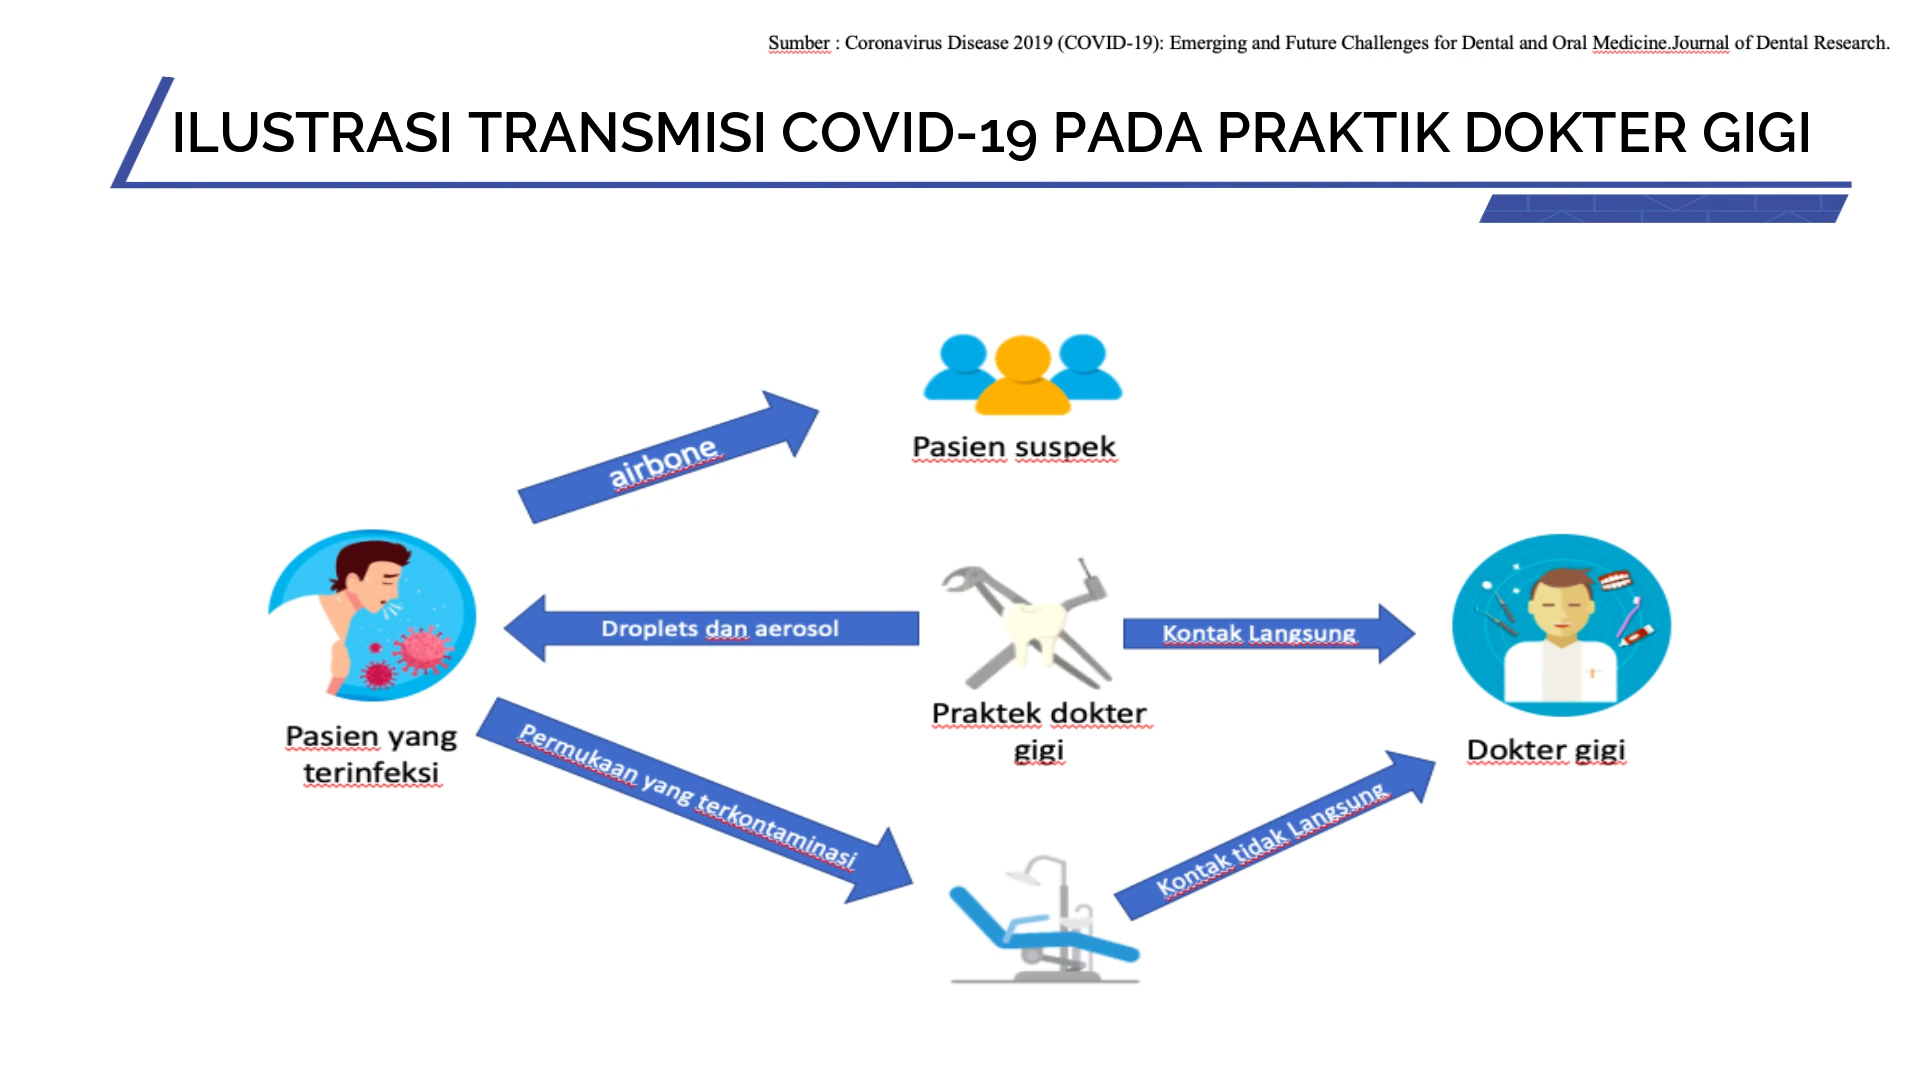 Sumber : Coronavirus Disease 2019 (COVID-19): Emerging and Future Challenges for Dental and Oral Medicine.Journal of Dental Research.
ILUSTRASI TRANSMISI COVID-19 PADA PRAKTIK DOKTER GIGI
Pasien suspek
airbone
Droplets dan aerosol
Kontak Langsung
Praktek dokter
gigi
Pasien yang
terinfeksi
Dokter gigi
Permukaan yang terkontaminasi
Kontak tidak Langsung